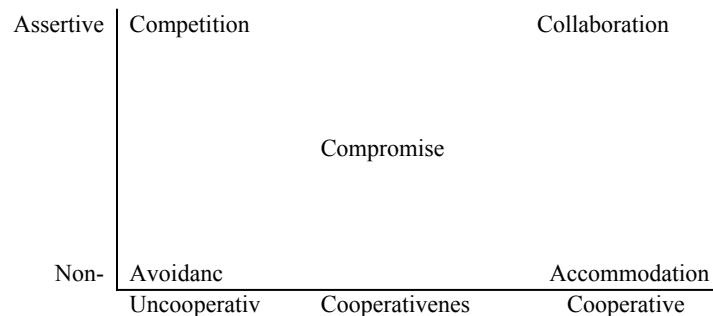 Assertive Competition Collaboration
Compromise
Non- Avoidanc Accommodation
Uncooperativ Cooperativenes Cooperative